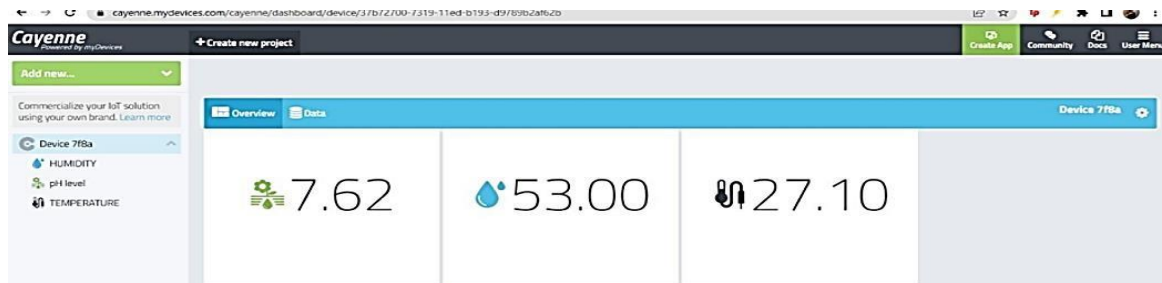 cayenne.mydevices.com/cayenne/dashboard/device/37b72700-7319-11ed-b193-d9789b2af62b
Cayenne
Powered by myDevices
+ Create new project
Create App
Community
Docs
User Menu
Add new...
Commercialize your IoT solution
using your own brand. Learn more
Overview
Data
Device 7f8a
Device 7f8a
HUMIDITY
pH level
TEMPERATURE
7.62
53.00
27.10